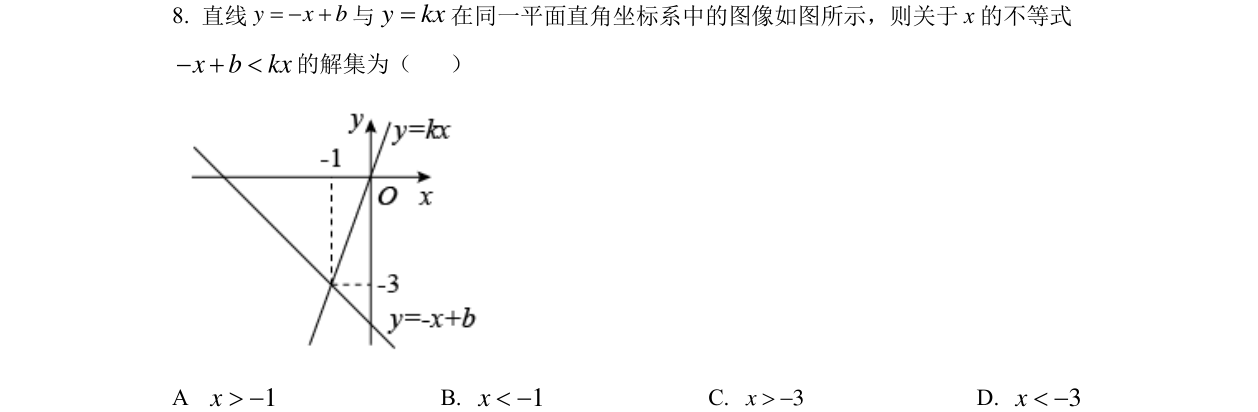 8. 直线 y = −x + b 与 y = kx 在同一平面直角坐标系中的图像如图所示，则关于 x 的不等式
−x + b < kx 的解集为（　　）
y
y=kx
-1
O x
-3
y=-x+b
A x > −1 B. x < −1 C. x > −3 D. x < −3